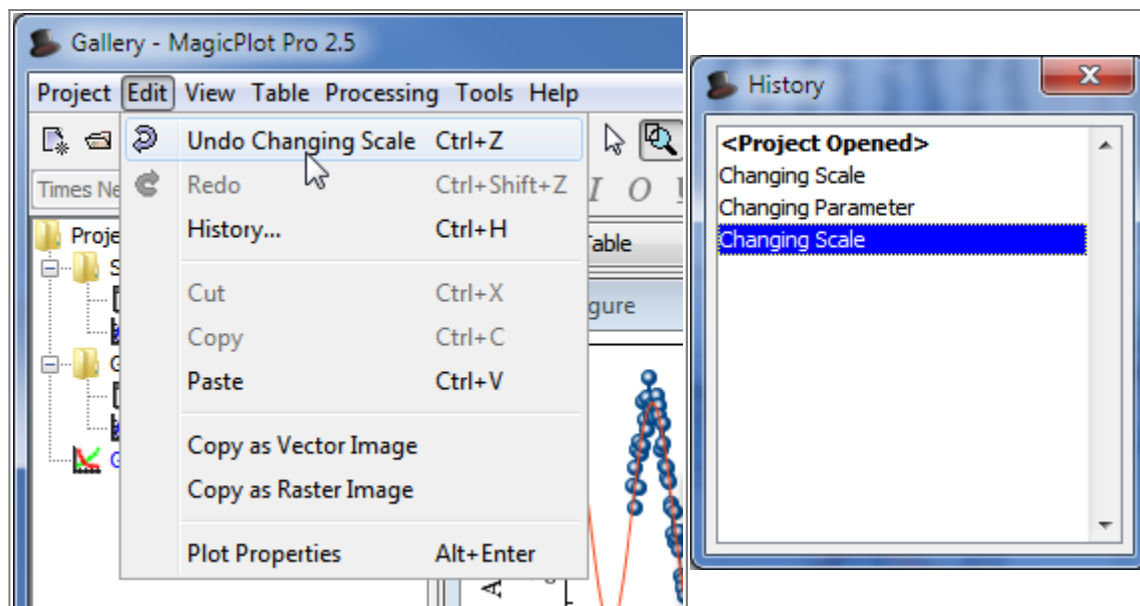 Gallery - MagicPlot Pro 2.5
Project Edit View Table Processing Tools Help
Undo Changing Scale Ctrl+Z
Times Ne
Redo Ctrl+Shift+Z
I O
History... Ctrl+H
Cut Ctrl+X
Copy Ctrl+C
Paste Ctrl+V
Copy as Vector Image
Copy as Raster Image
Plot Properties Alt+Enter
A
History
<Project Opened>
Changing Scale
Changing Parameter
Changing Scale